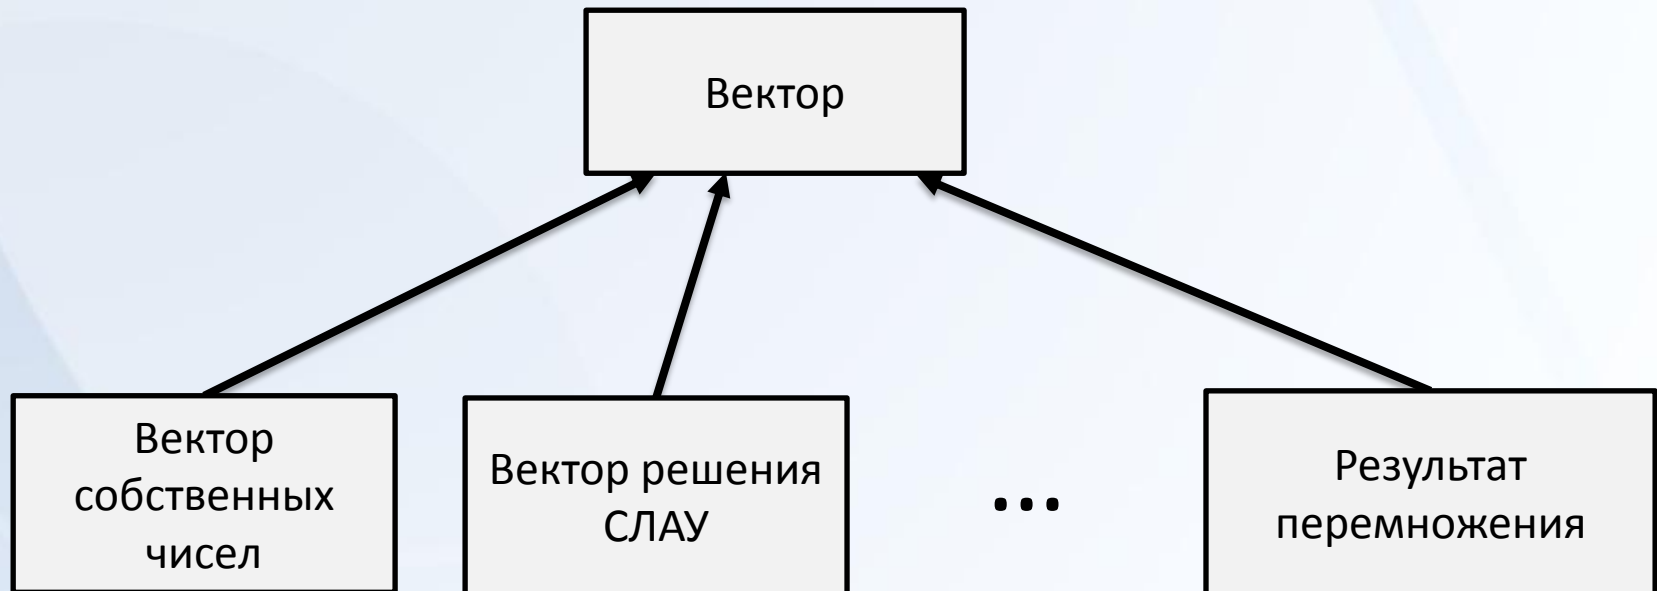 Вектор
Вектор
собственных
чисел
Вектор решения
СЛАУ
...
Результат
перемножения